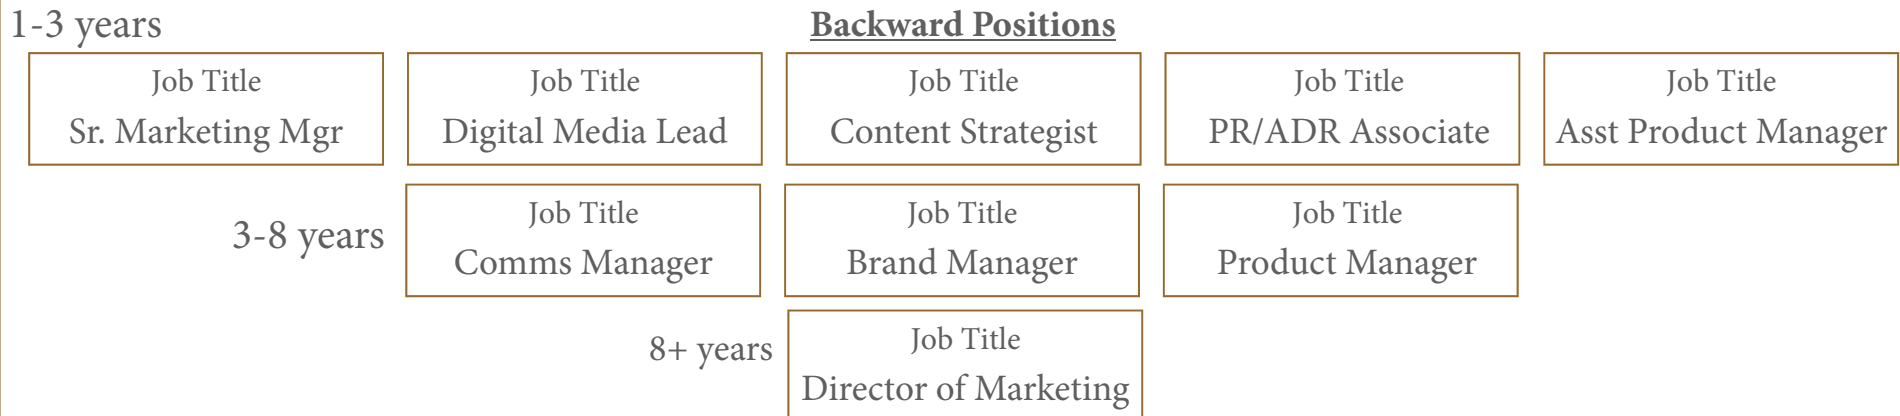 1-3 years
Backward Positions
Job Title
Sr. Marketing Mgr
Job Title
Digital Media Lead
Job Title
Content Strategist
Job Title
PR/ADR Associate
Job Title
Asst Product Manager
3-8 years
Job Title
Comms Manager
Job Title
Brand Manager
Job Title
Product Manager
8+ years
Job Title
Director of Marketing